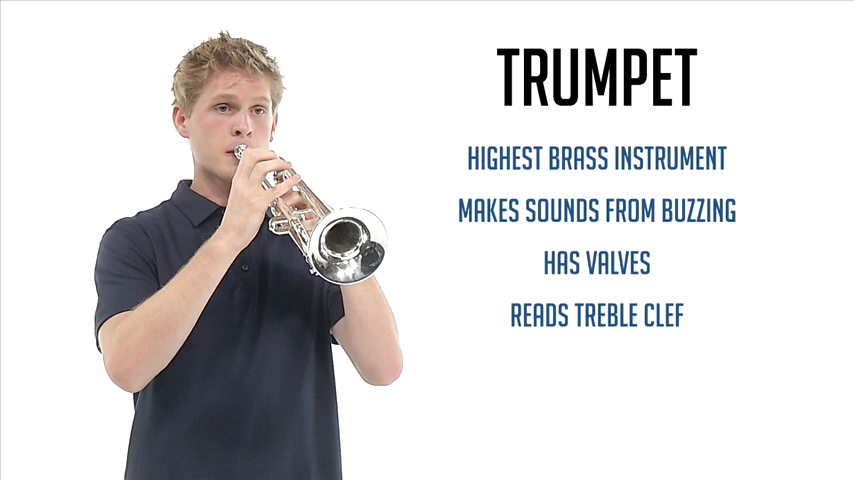 TRUMPET
HIGHEST BRASS INSTRUMENT
MAKES SOUNDS FROM BUZZING
HAS VALVES
READS TREBLE CLEF